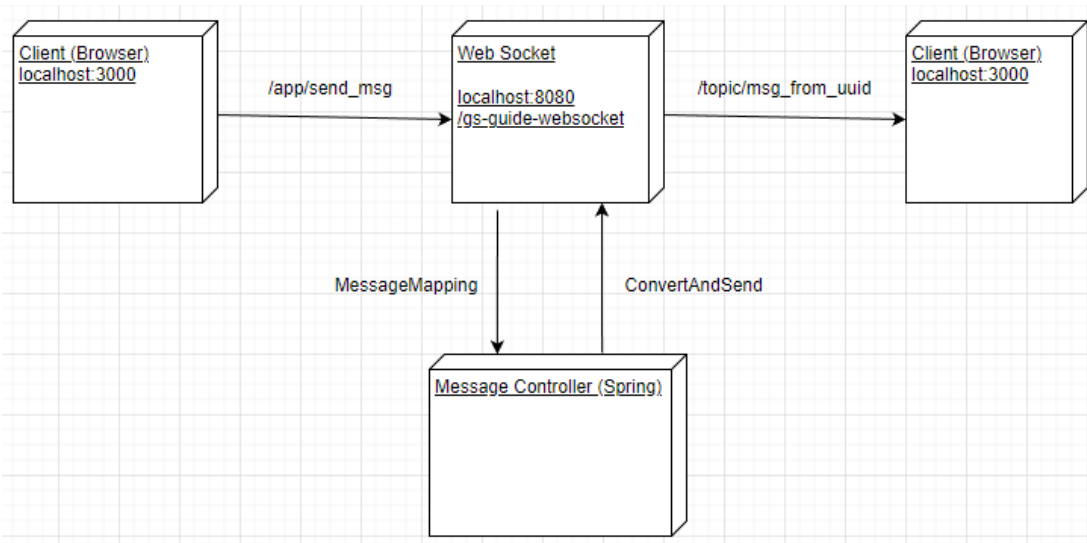 Client (Browser)
localhost:3000
/app/send_msg
Web Socket
localhost:8080
/gs-guide-websocket
/topic/msg_from_uuid
Client (Browser)
localhost:3000
MessageMapping
ConvertAndSend
Message Controller (Spring)